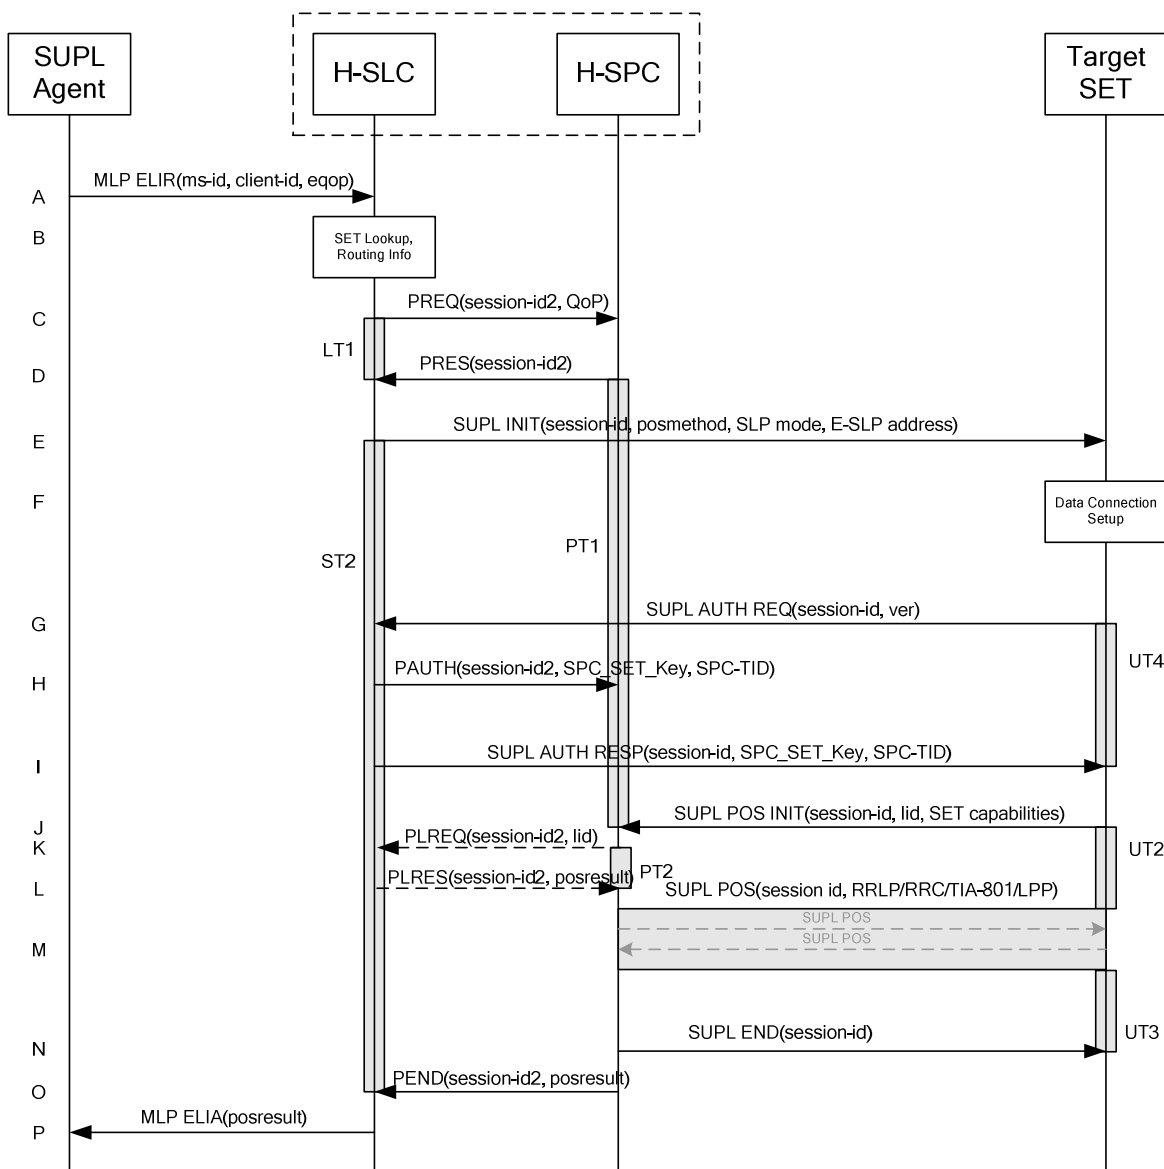 SUPL
Agent
H-SLC
H-SPC
Target
SET
A
MLP ELIR(ms-id, client-id, eqop)
B
SET Lookup,
Routing Info
C
PREQ(session-id2, QoP)
LT1
D
PRES(session-id2)
E
SUPL INIT(session-id, posmethod, SLP mode, E-SLP address)
F
Data Connection
Setup
ST2
PT1
G
SUPL AUTH REQ(session-id, ver)
UT4
H
PAUTH(session-id2, SPC_SET_Key, SPC-TID)
I
SUPL AUTH RESP(session-id, SPC_SET_Key, SPC-TID)
J
SUPL POS INIT(session-id, lid, SET capabilities)
K
PLREQ(session-id2, lid)
UT2
L
PLRES(session-id2, posresult)
PT2
SUPL POS(session id, RRLP/RRC/TIA-801/LPP)
SUPL POS
M
SUPL POS
N
SUPL END(session-id)
UT3
O
PEND(session-id2, posresult)
P
MLP ELIA(posresult)